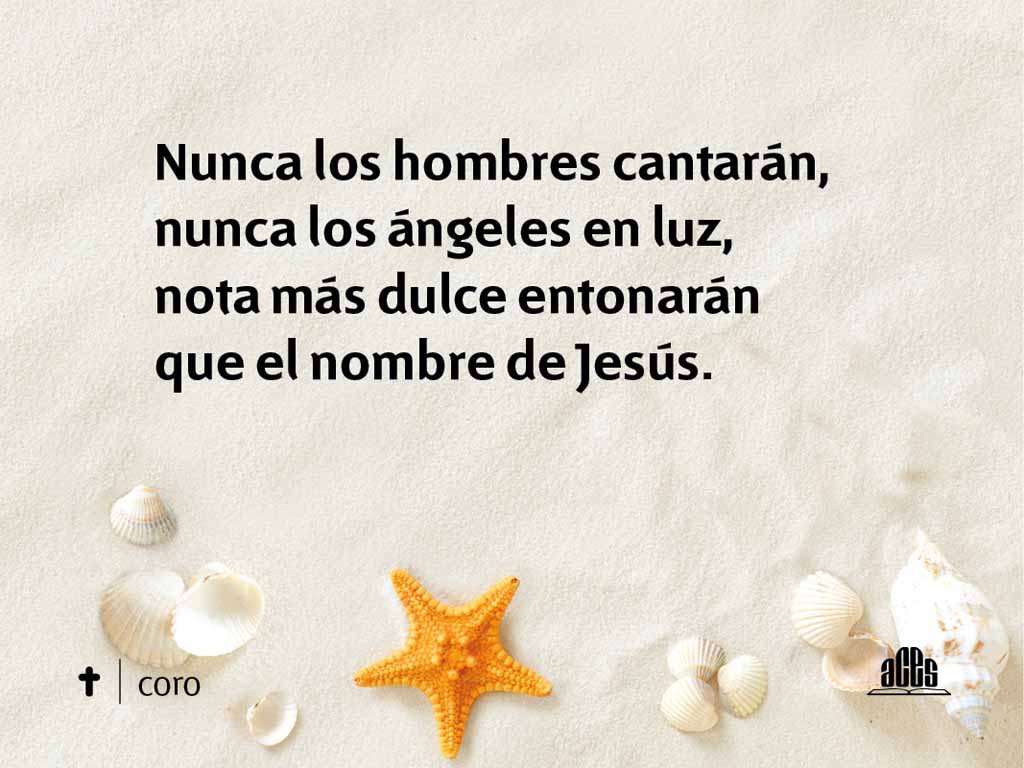 Nunca los hombres cantarán,
nunca los ángeles en luz,
nota más dulce entonarán
que el nombre de Jesús.
coro
aces